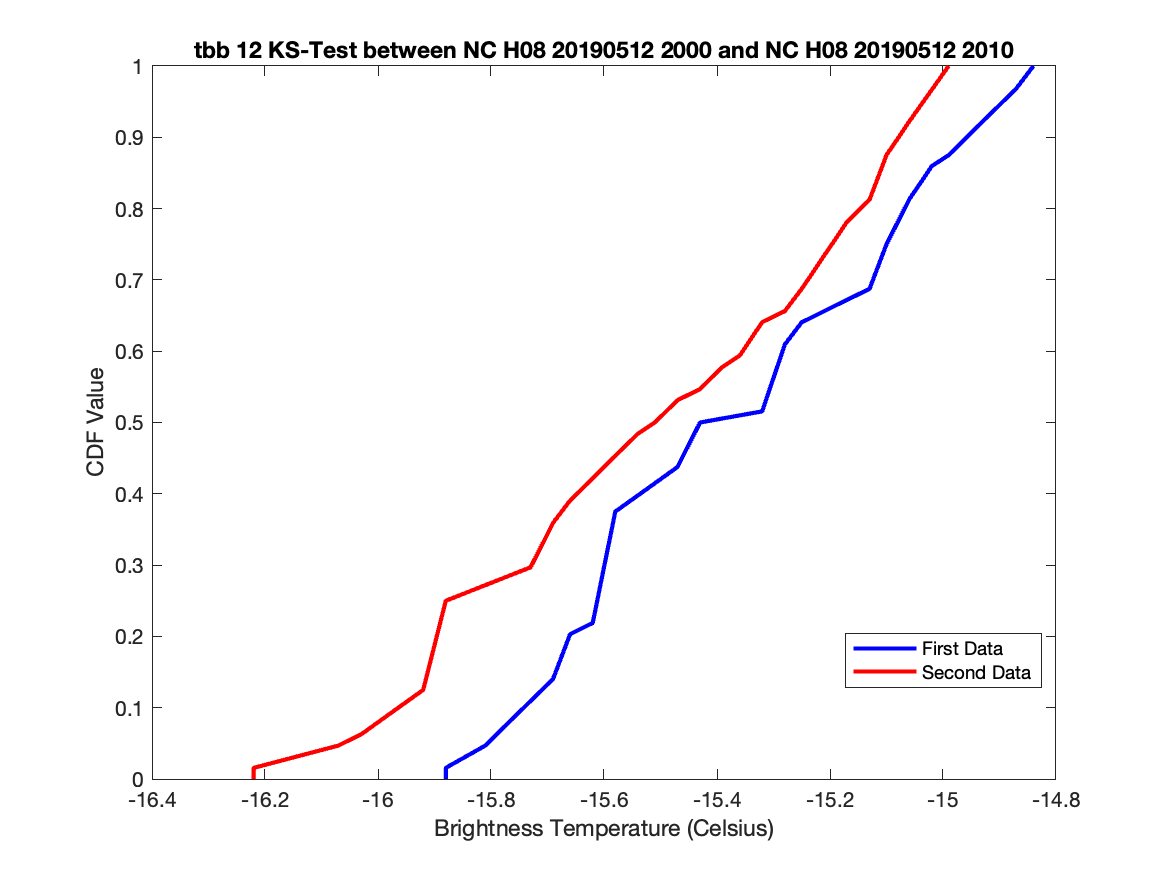 tbb 12 KS-Test between NC H08 20190512 2000 and NC H08 20190512 2010
1
0.9
0.8
0.7
0.6
0.5
0.4
0.3
0.2
0.1
0
CDF Value
First Data
Second Data
-16.4 -16.2 -16 -15.8 -15.6 -15.4 -15.2 -15 -14.8
Brightness Temperature (Celsius)